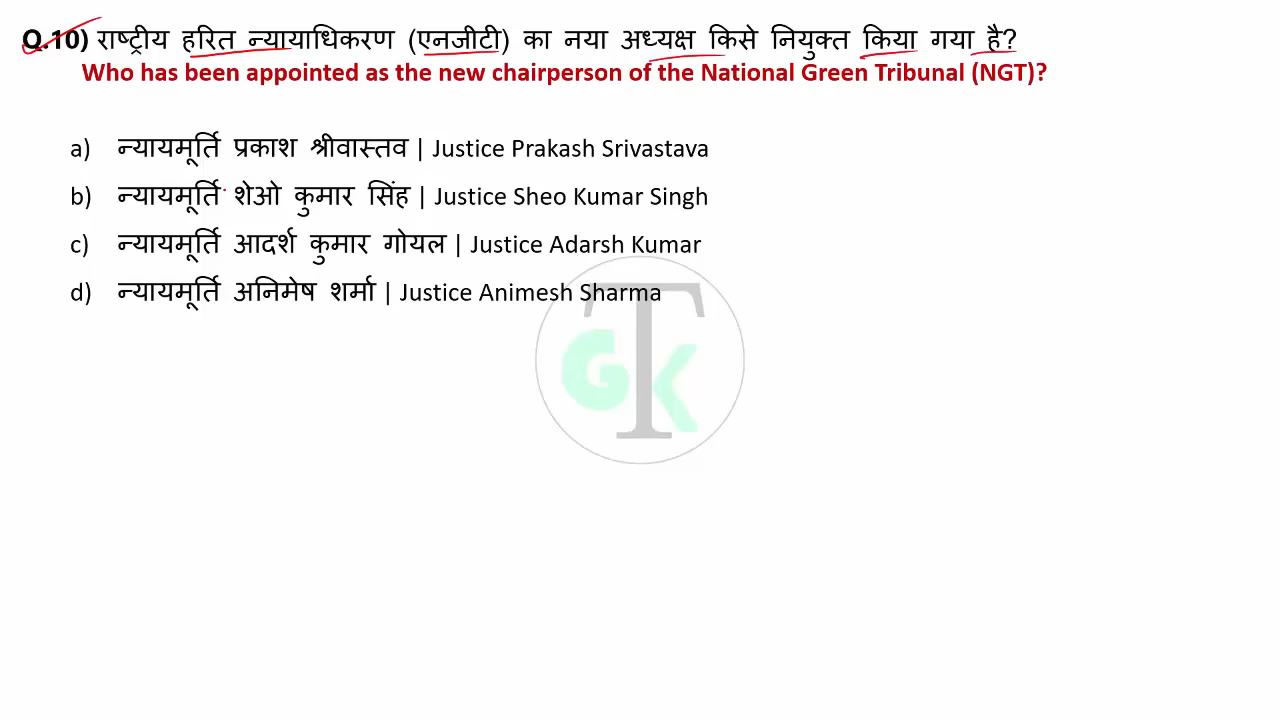 Q.10) राष्ट्रीय हरित न्यायाधिकरण (एनजीटी) का नया अध्यक्ष किसे नियुक्त किया गया है?
Who has been appointed as the new chairperson of the National Green Tribunal (NGT)?
a) न्यायमूर्ति प्रकाश श्रीवास्तव | Justice Prakash Srivastava
b) न्यायमूर्ति शेओ कुमार सिंह | Justice Sheo Kumar Singh
c) न्यायमूर्ति आदर्श कुमार गोयल | Justice Adarsh Kumar
d) न्यायमूर्ति अनिमेष शर्मा | Justice Animesh Sharma
GTK